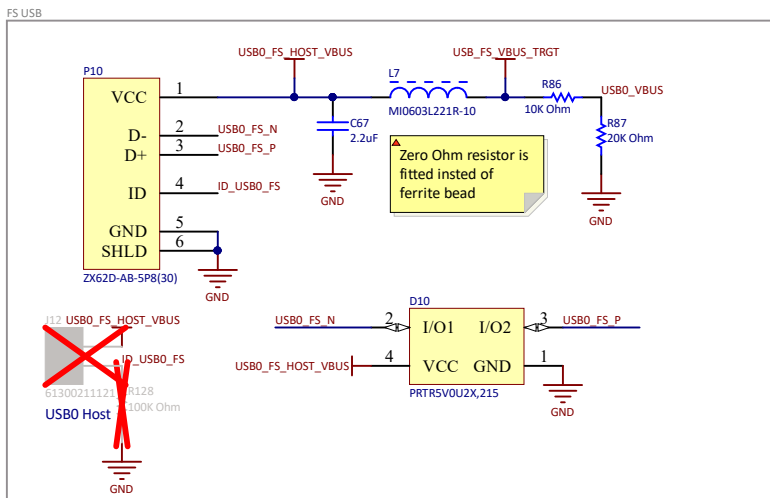 FS USB
P10
VCC
D-
D+
ID
GND
SHLD
1
2
3
4
5
6
ZX62D-AB-5P8(30)
USB0_FS_N
USB0_FS_P
ID_USB0_FS
GND
USB0_FS_HOST_VBUS
C67
2.2uF
GND
L7
MI0603L221R-10
USB_FS_VBUS_TRGT
R86
10K Ohm
USB0_VBUS
R87
20K Ohm
GND
Zero Ohm resistor is
fitted insted of
ferrite bead
J12
USB0_FS_HOST_VBUS
ID_USB0_FS
61300211121
R128
100K Ohm
USB0 Host
GND
D10
USB0_FS_N
2
I/O1
I/O2
3
USB0_FS_P
USB0_FS_HOST_VBUS
4
VCC
GND
1
PRTR5V0U2X,215
GND